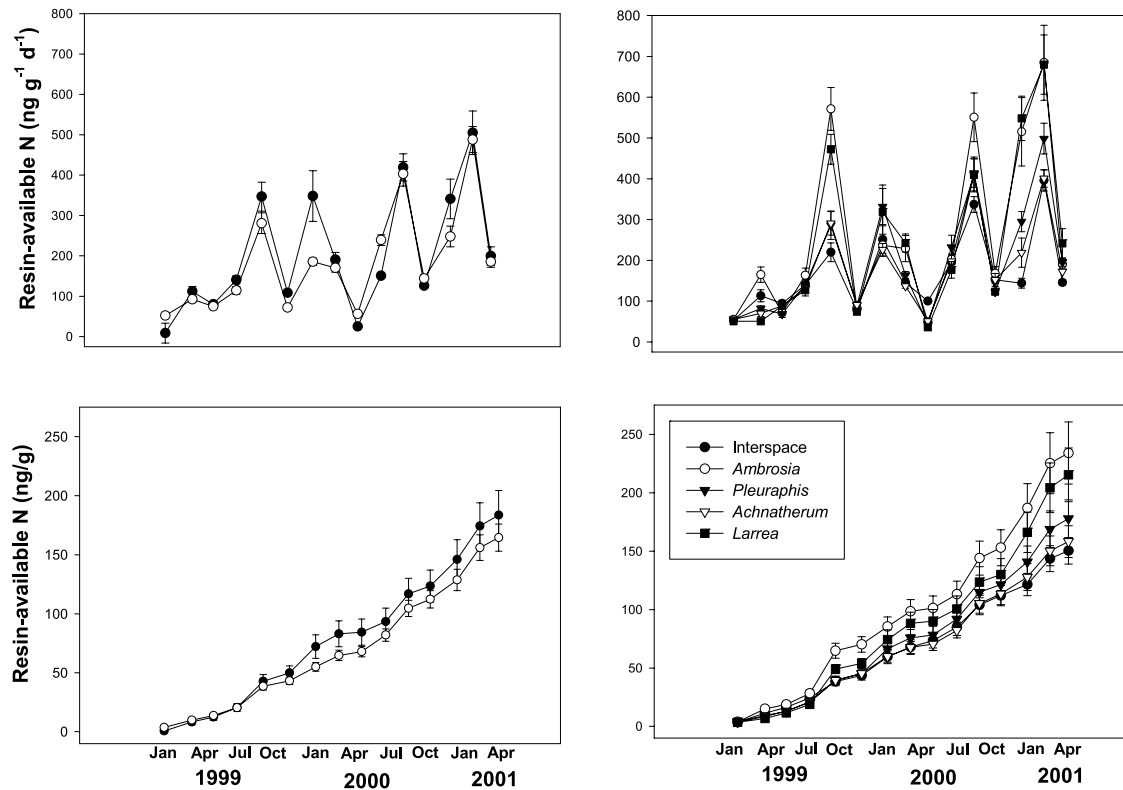 Resin-available N (ng g⁻¹ d⁻¹)
800
700
600
500
400
300
200
100
0
800
700
600
500
400
300
200
100
0
Resin-available N (ng/g)
250
200
150
100
50
0
Jan Apr Jul Oct Jan Apr Jul Oct Jan Apr
1999 2000 2001
250
200
150
100
50
0
Interspace
Ambrosia
Pleuraphis
Achnatherum
Larrea
Jan Apr Jul Oct Jan Apr Jul Oct Jan Apr
1999 2000 2001